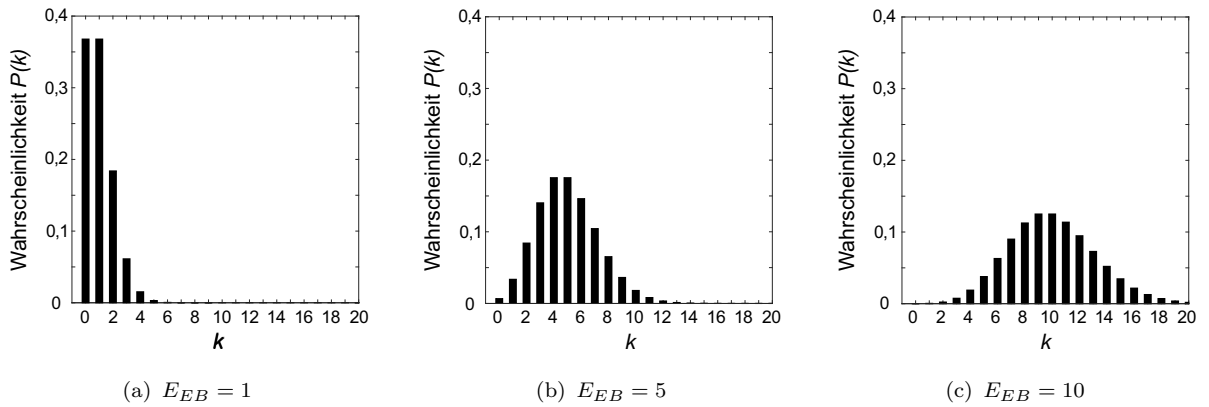 0,4
0,3
0,2
0,1
0
Wahrscheinlichkeit P(k)
0 2 4 6 8 10 12 14 16 18 20
k
(a) E_EB = 1
0,4
0,3
0,2
0,1
0
Wahrscheinlichkeit P(k)
0 2 4 6 8 10 12 14 16 18 20
k
(b) E_EB = 5
0,4
0,3
0,2
0,1
0
Wahrscheinlichkeit P(k)
0 2 4 6 8 10 12 14 16 18 20
k
(c) E_EB = 10